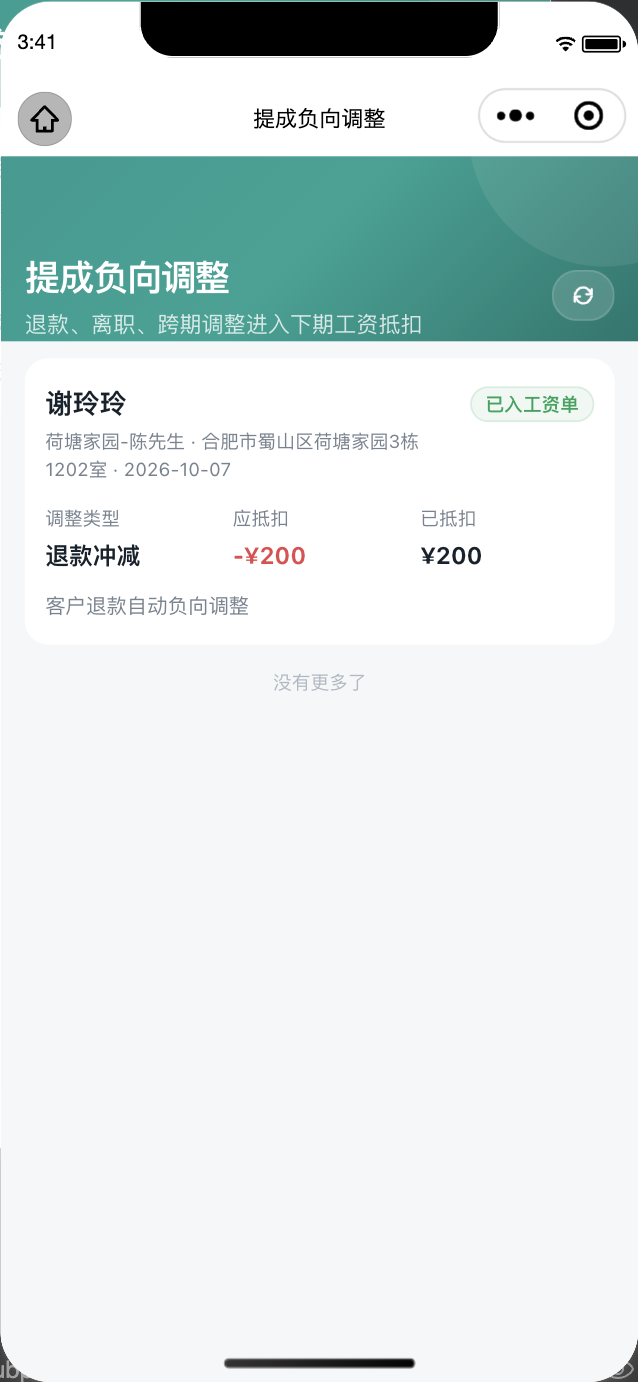 3:41
提成负向调整
提成负向调整
退款、离职、跨期调整进入下期工资抵扣
谢玲玲
已入工资单
荷塘家园-陈先生 · 合肥市蜀山区荷塘家园3栋
1202室 · 2026-10-07
调整类型 应抵扣 已抵扣
退款冲减 -¥200 ¥200
客户退款自动负向调整
没有更多了